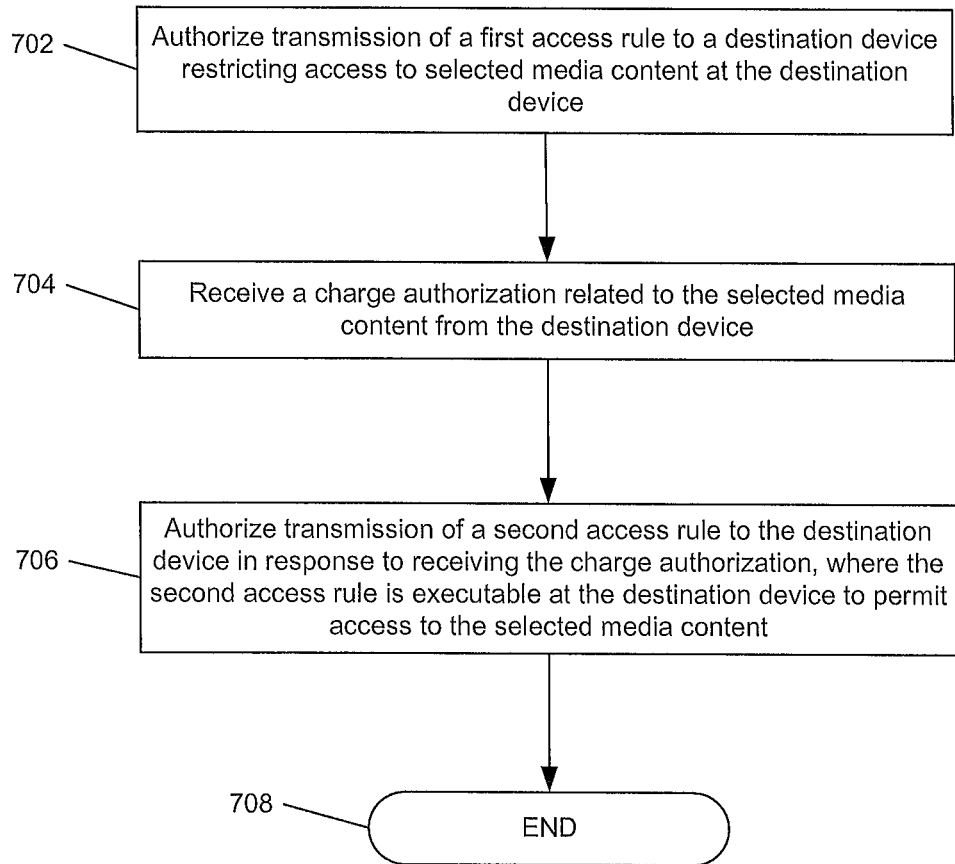 702
Authorize transmission of a first access rule to a destination device
restricting access to selected media content at the destination
device
704
Receive a charge authorization related to the selected media
content from the destination device
706
Authorize transmission of a second access rule to the destination
device in response to receiving the charge authorization, where the
second access rule is executable at the destination device to permit
access to the selected media content
708
END